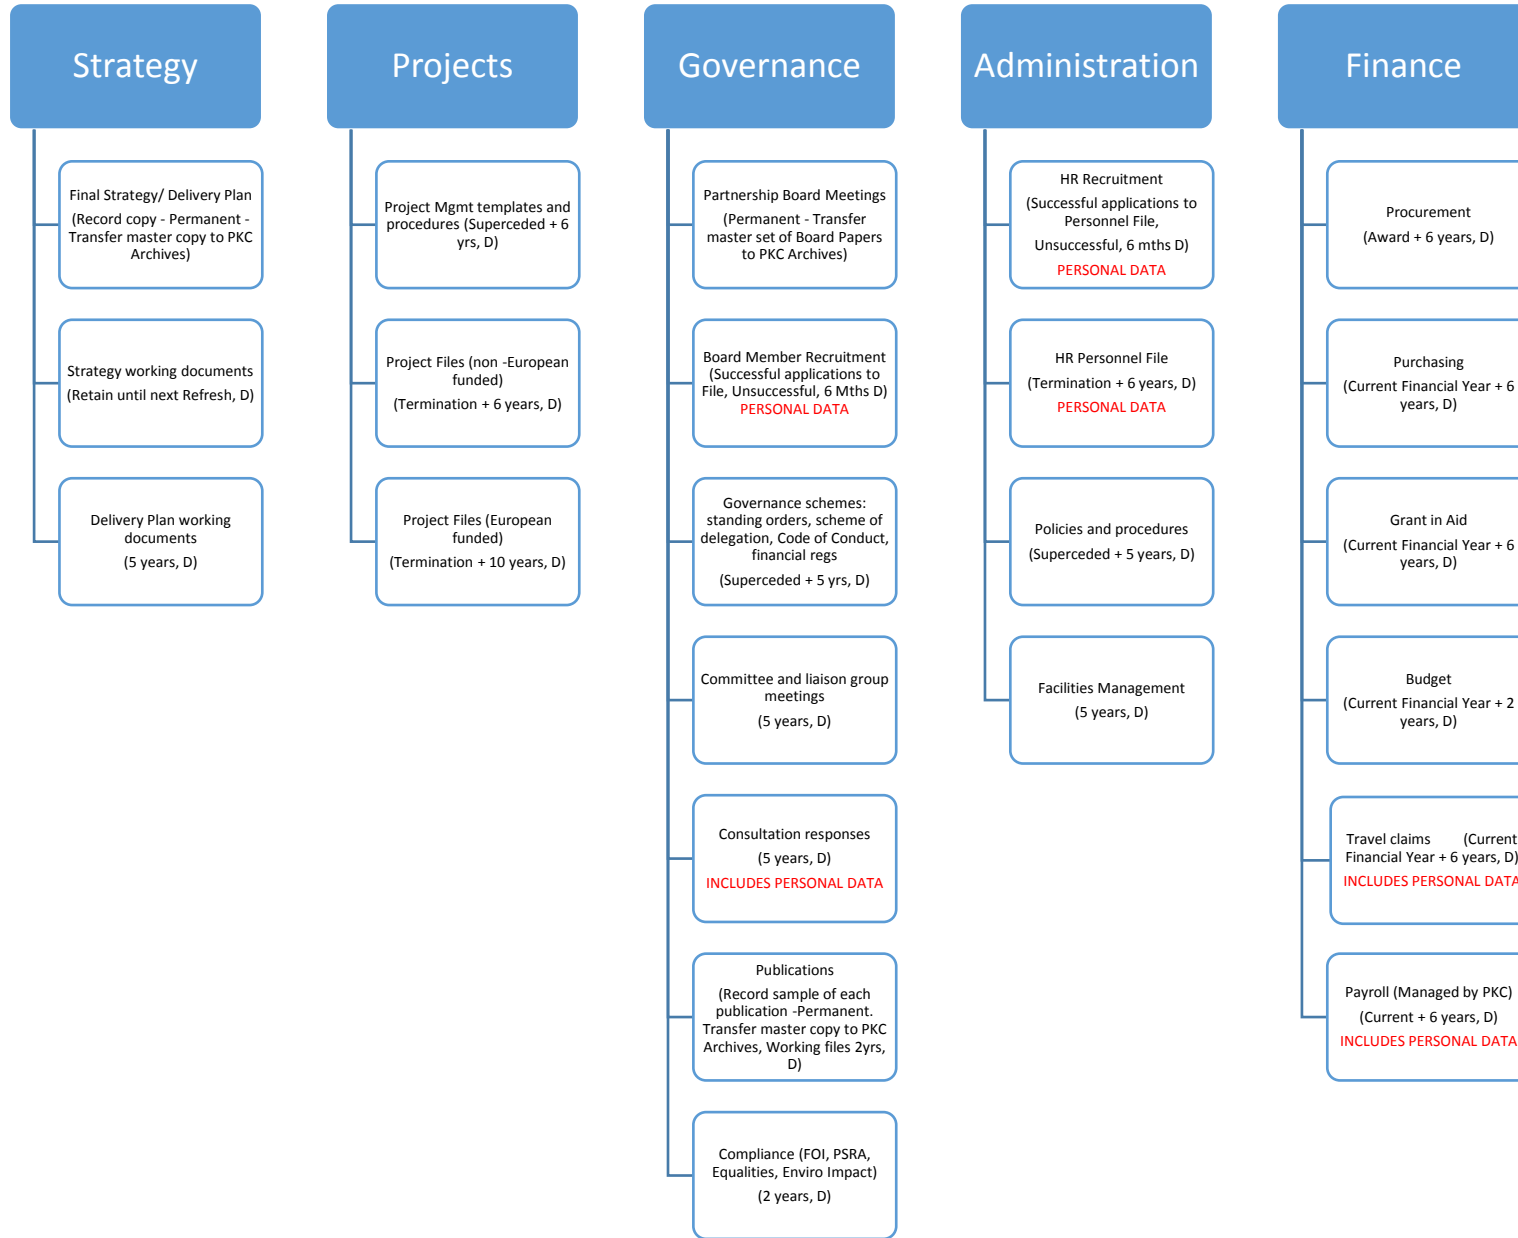 Strategy
Final Strategy/ Delivery Plan
(Record copy - Permanent -
Transfer master copy to PKC
Archives)
Strategy working documents
(Retain until next Refresh, D)
Delivery Plan working
documents
(5 years, D)
Projects
Project Mgmt templates and
procedures (Superceded + 6
yrs, D)
Project Files (non -European
funded)
(Termination + 6 years, D)
Project Files (European
funded)
(Termination + 10 years, D)
Governance
Partnership Board Meetings
(Permanent - Transfer
master set of Board Papers
to PKC Archives)
Board Member Recruitment
(Successful applications to
File, Unsuccessful, 6 Mths D)
PERSONAL DATA
Governance schemes:
standing orders, scheme of
delegation, Code of Conduct,
financial regs
(Superceded + 5 yrs, D)
Committee and liaison group
meetings
(5 years, D)
Consultation responses
(5 years, D)
INCLUDES PERSONAL DATA
Publications
(Record sample of each
publication -Permanent.
Transfer master copy to PKC
Archives, Working files 2yrs,
D)
Compliance (FOI, PSRA,
Equalities, Enviro Impact)
(2 years, D)
Administration
HR Recruitment
(Successful applications to
Personnel File,
Unsuccessful, 6 mths D)
PERSONAL DATA
HR Personnel File
(Termination + 6 years, D)
PERSONAL DATA
Policies and procedures
(Superceded + 5 years, D)
Facilities Management
(5 years, D)
Finance
Procurement
(Award + 6 years, D)
Purchasing
(Current Financial Year + 6
years, D)
Grant in Aid
(Current Financial Year + 6
years, D)
Budget
(Current Financial Year + 2
years, D)
Travel claims (Current
Financial Year + 6 years, D)
INCLUDES PERSONAL DATA
Payroll (Managed by PKC)
(Current + 6 years, D)
INCLUDES PERSONAL DATA